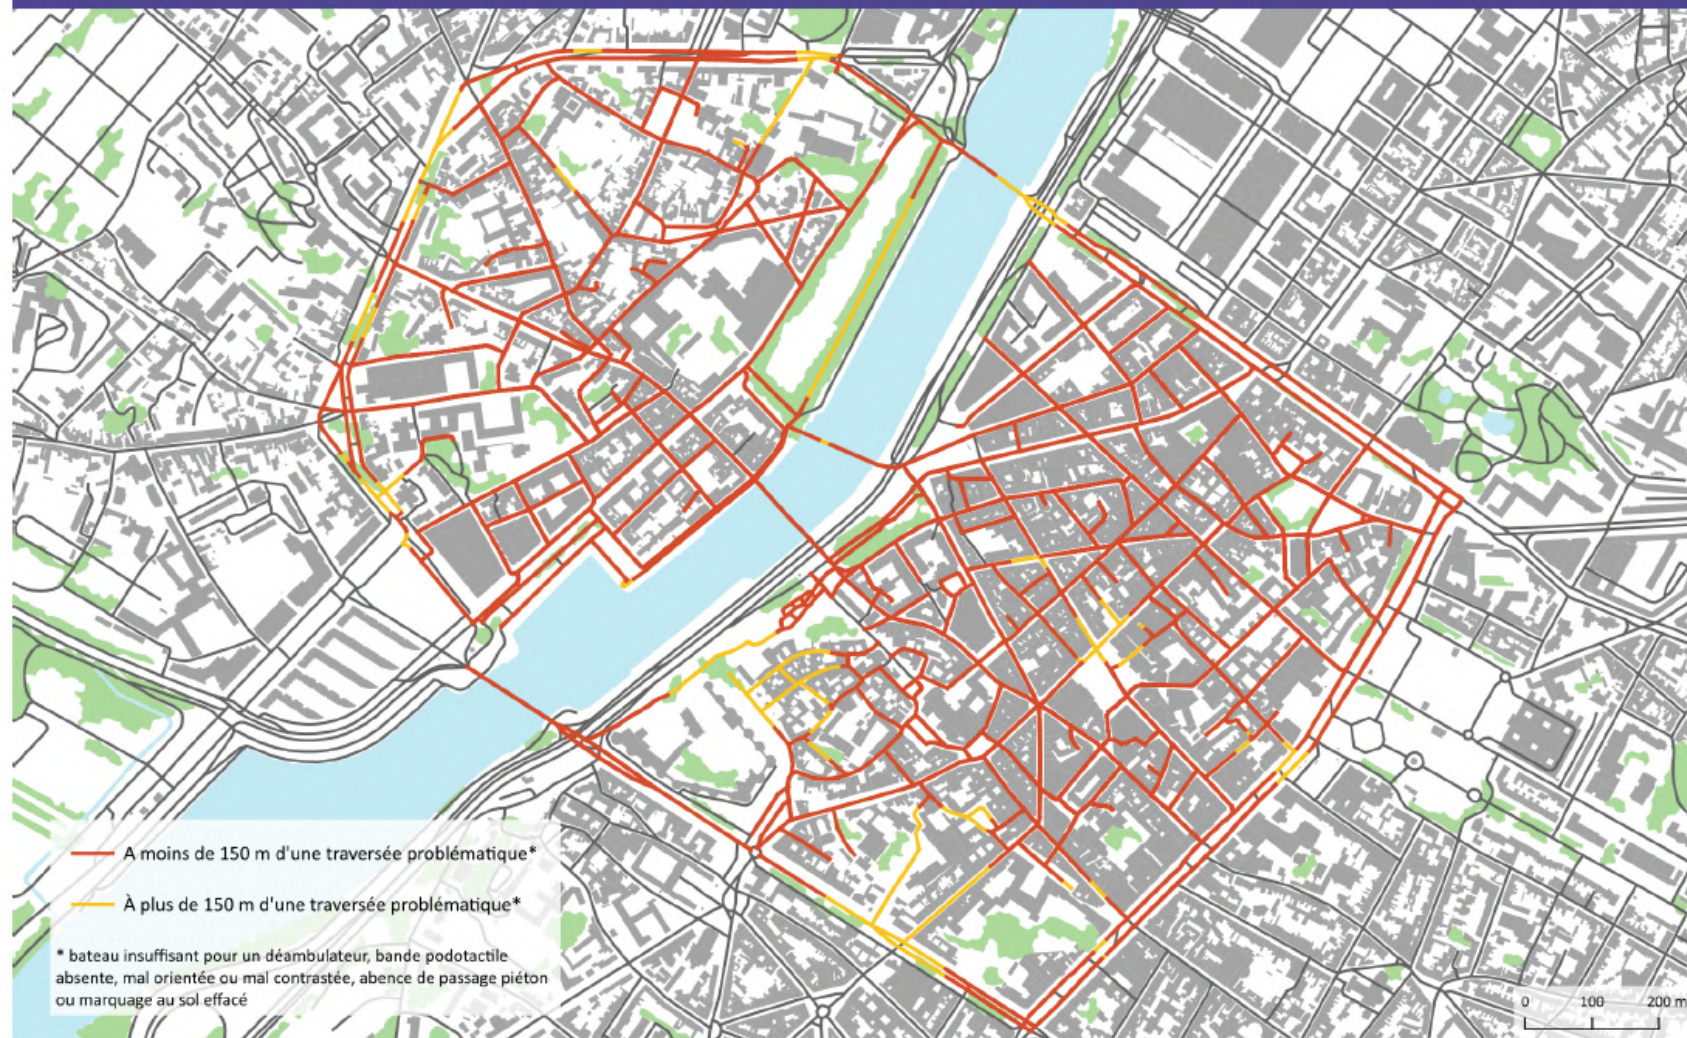 A moins de 150 m d'une traversée problématique*
À plus de 150 m d'une traversée problématique*
* bateau insuffisant pour un déambulateur, bande podotactile
absente, mal orientée ou mal contrastée, abence de passage piéton
ou marquage au sol effacé
0 100 200 m